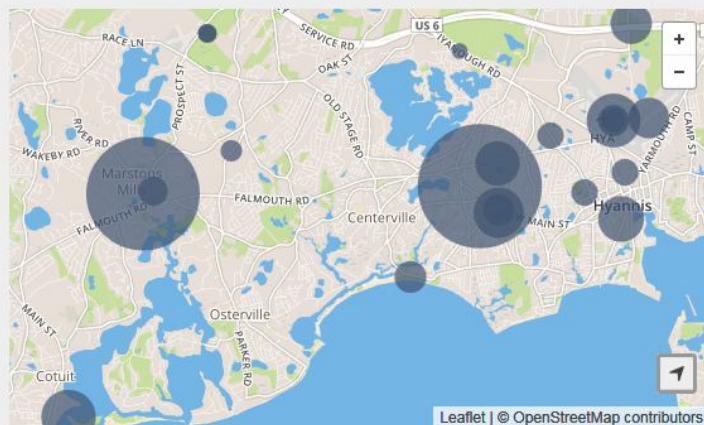 US 6
RACE LN
SERVICE RD
IYANOUGH RD
OAK ST
PROSPECT ST
OLD STAGE RD
RIVER RD
WAKEBY RD
HYA
YARMOUTH RD
CAMP ST
Marstons
Mill
FALMOUTH RD
FALMOUTH RD
Centerville
MAIN ST
Hyannis
MAIN ST
Osterville
PARKER RD
Cotuit
+
−
Leaflet | © OpenStreetMap contributors